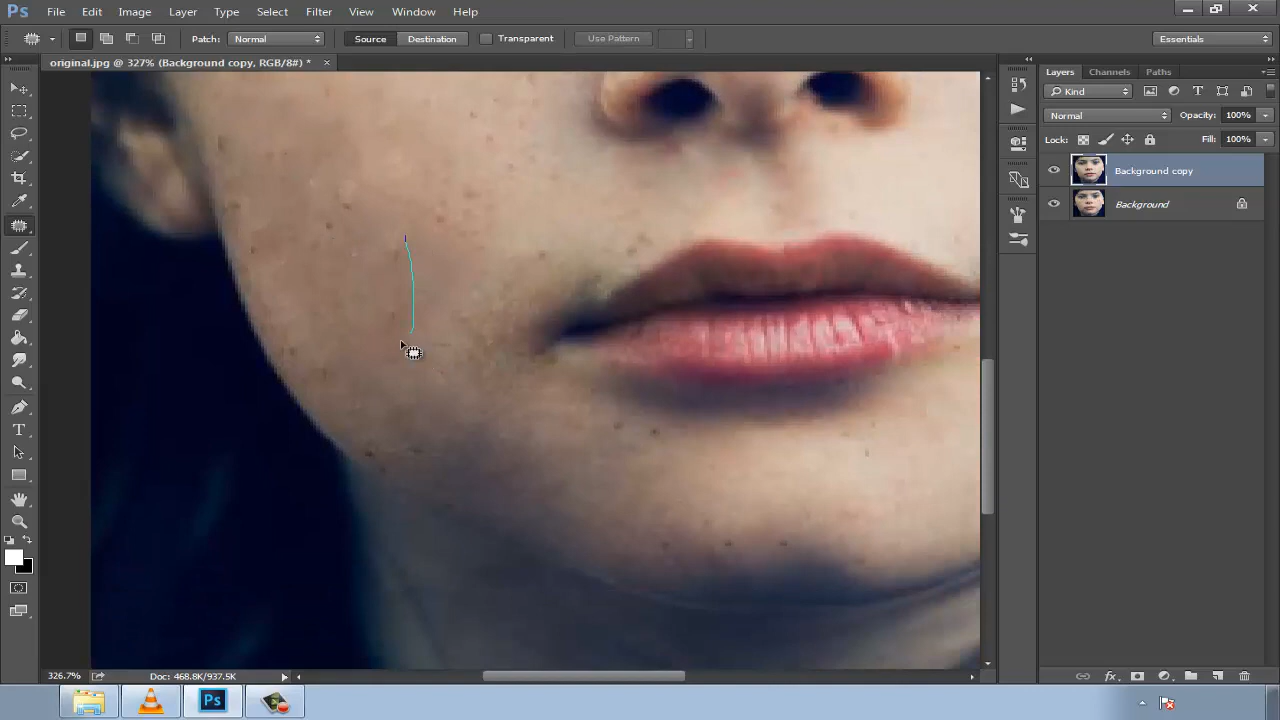 Ps File Edit Image Layer Type Select Filter View Window Help
Patch: Normal Source Destination Transparent Use Pattern Essentials
original.jpg @ 327% (Background copy, RGB/8#) *
Layers Channels Paths
Kind
Normal Opacity: 100%
Lock: Fill: 100%
Background copy
Background
T
326.7% Doc: 468.8K/937.5K
Ps